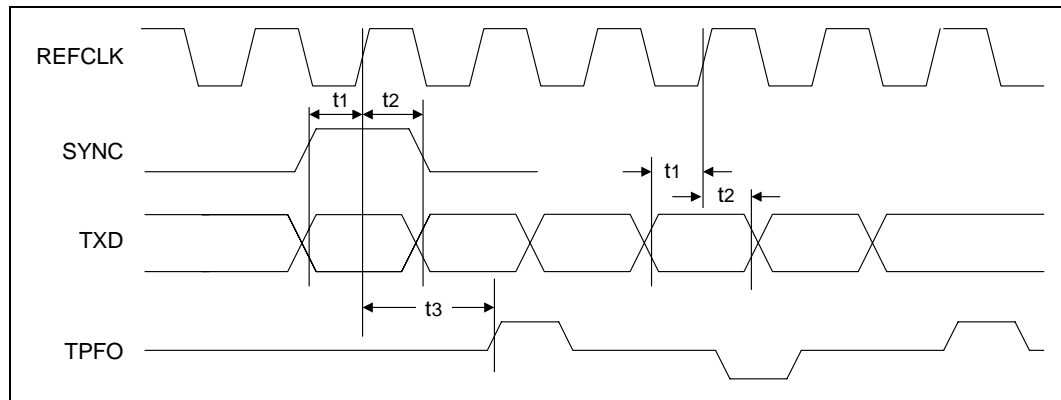 REFCLK
t1 t2
SYNC
t1
t2
TXD
t3
TPFO